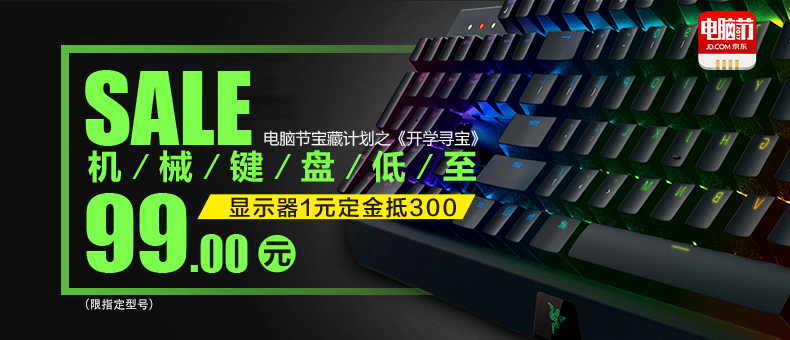 电脑节
2017
JD.COM 京东
SALE
电脑节宝藏计划之《开学寻宝》
机/械/键/盘/低/至
显示器1元定金抵300
99.00 元
(限指定型号)